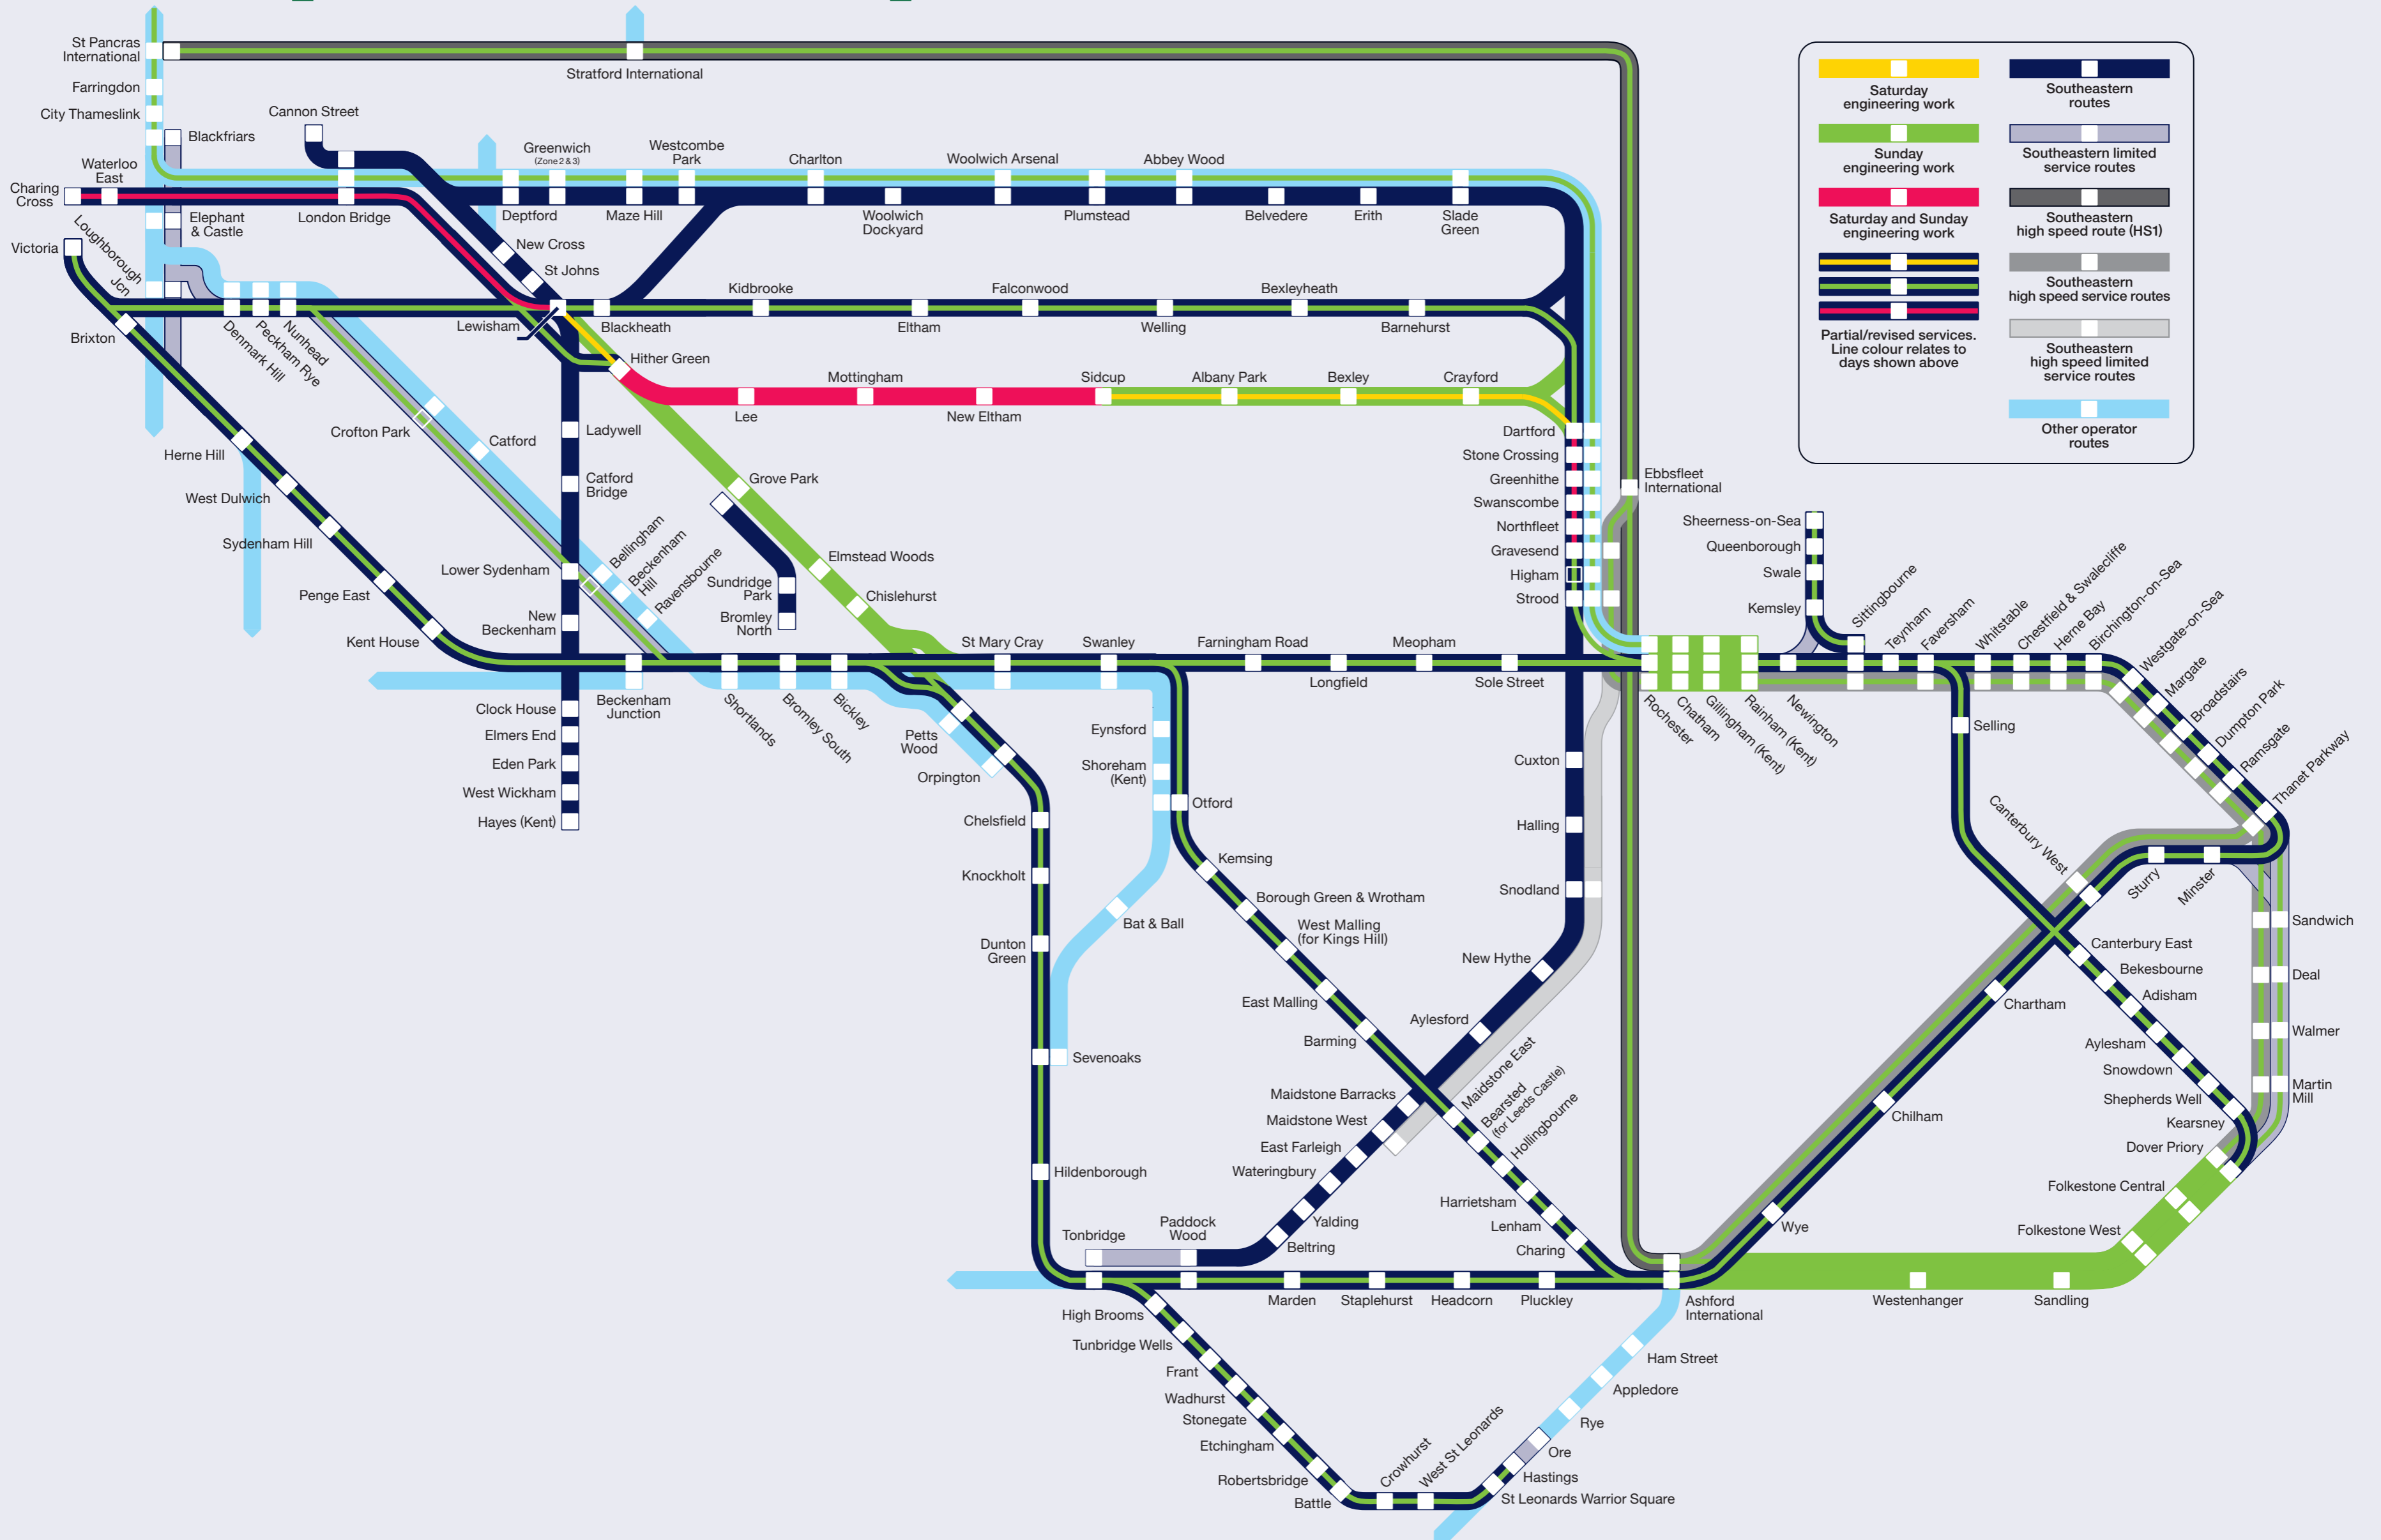 St Pancras
International
Stratford International
Farringdon
City Thameslink
Blackfriars
Cannon Street
Waterloo
East
Charing
Cross
Elephant
& Castle
London Bridge
Greenwich
(Zone 2 & 3)
Westcombe
Park
Charlton
Woolwich Arsenal
Abbey Wood
Deptford
Maze Hill
Woolwich
Dockyard
Plumstead
Belvedere
Erith
Slade
Green
Victoria
Loughborough
Jcn
New Cross
St Johns
Kidbrooke
Falconwood
Bexleyheath
Lewisham
Blackheath
Eltham
Welling
Barnehurst
Brixton
Denmark Hill
Peckham Rye
Nunhead
Hither Green
Mottingham
Sidcup
Albany Park
Bexley
Crayford
Lee
New Eltham
Crofton Park
Catford
Ladywell
Catford
Bridge
Herne Hill
West Dulwich
Sydenham Hill
Penge East
Kent House
Grove Park
Elmstead Woods
Chislehurst
Sundridge
Park
Bromley
North
Bellingham
Beckenham
Hill
Ravensbourne
Lower Sydenham
New
Beckenham
Dartford
Stone Crossing
Greenhithe
Swanscombe
Northfleet
Gravesend
Higham
Strood
Ebbsfleet
International
Sheerness-on-Sea
Queenborough
Swale
Kemsley
Sittingbourne
Teynham
Faversham
Whitstable
Chestfield & Swalecliffe
Herne Bay
Birchington-on-Sea
Westgate-on-Sea
Margate
Broadstairs
Dumpton Park
Ramsgate
Thanet Parkway
St Mary Cray
Swanley
Farningham Road
Longfield
Meopham
Sole Street
Clock House
Elmers End
Eden Park
West Wickham
Hayes (Kent)
Beckenham
Junction
Shortlands
Bromley South
Bickley
Petts
Wood
Orpington
Chelsfield
Knockholt
Dunton
Green
Sevenoaks
Hildenborough
Eynsford
Shoreham
(Kent)
Otford
Bat & Ball
Kemsing
Borough Green & Wrotham
West Malling
(for Kings Hill)
East Malling
Barming
Cuxton
Halling
Snodland
New Hythe
Aylesford
Maidstone Barracks
Maidstone West
East Farleigh
Wateringbury
Yalding
Beltring
Maidstone East
Bearsted
(for Leeds Castle)
Hollingbourne
Harrietsham
Lenham
Charing
Rochester
Chatham
Gillingham (Kent)
Rainham (Kent)
Newington
Selling
Canterbury West
Sturry
Minster
Sandwich
Deal
Walmer
Martin
Mill
Canterbury East
Bekesbourne
Adisham
Aylesham
Snowdown
Shepherds Well
Kearsney
Dover Priory
Folkestone Central
Folkestone West
Chartham
Chilham
Wye
Tonbridge
Paddock
Wood
Marden
Staplehurst
Headcorn
Pluckley
Ashford
International
Westenhanger
Sandling
High Brooms
Tunbridge Wells
Frant
Wadhurst
Stonegate
Etchingham
Robertsbridge
Battle
Crowhurst
West St Leonards
St Leonards Warrior Square
Hastings
Ore
Rye
Appledore
Ham Street
Saturday
engineering work
Sunday
engineering work
Saturday and Sunday
engineering work
Partial/revised services.
Line colour relates to
days shown above
Southeastern
routes
Southeastern limited
service routes
Southeastern
high speed route (HS1)
Southeastern
high speed service routes
Southeastern
high speed limited
service routes
Other operator
routes